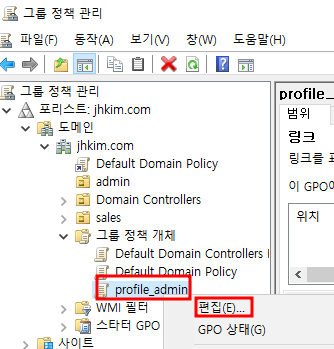 그룹 정책 관리
파일(F) 동작(A) 보기(V) 창(W) 도움말(H)
그룹 정책 관리
포리스트: jhkim.com
도메인
jhkim.com
Default Domain Policy
admin
Domain Controllers
sales
그룹 정책 개체
Default Domain Controllers
Default Domain Policy
profile_admin
WMI 필터
스타터 GPO
사이트
profile_
범위
링크
링크를
이 GPO에
위치
편집(E)...
GPO 상태(G)